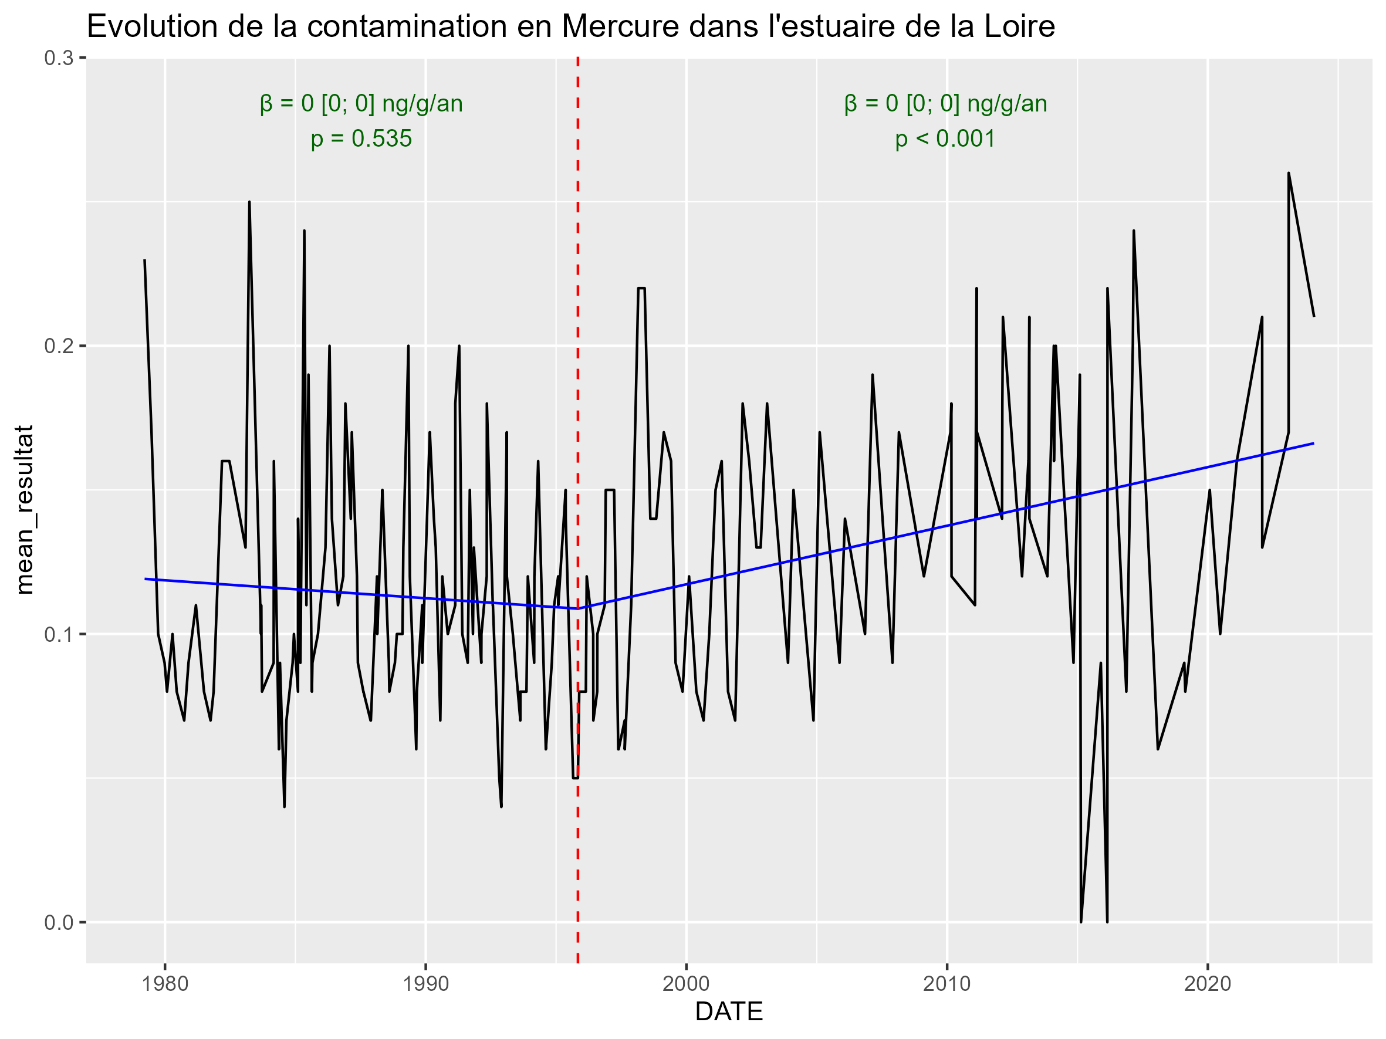 Evolution de la contamination en Mercure dans l'estuaire de la Loire
0.3
β = 0 [0; 0] ng/g/an
p = 0.535
β = 0 [0; 0] ng/g/an
p < 0.001
0.2
mean_resultat
0.1
0.0
1980
1990
2000
2010
2020
DATE